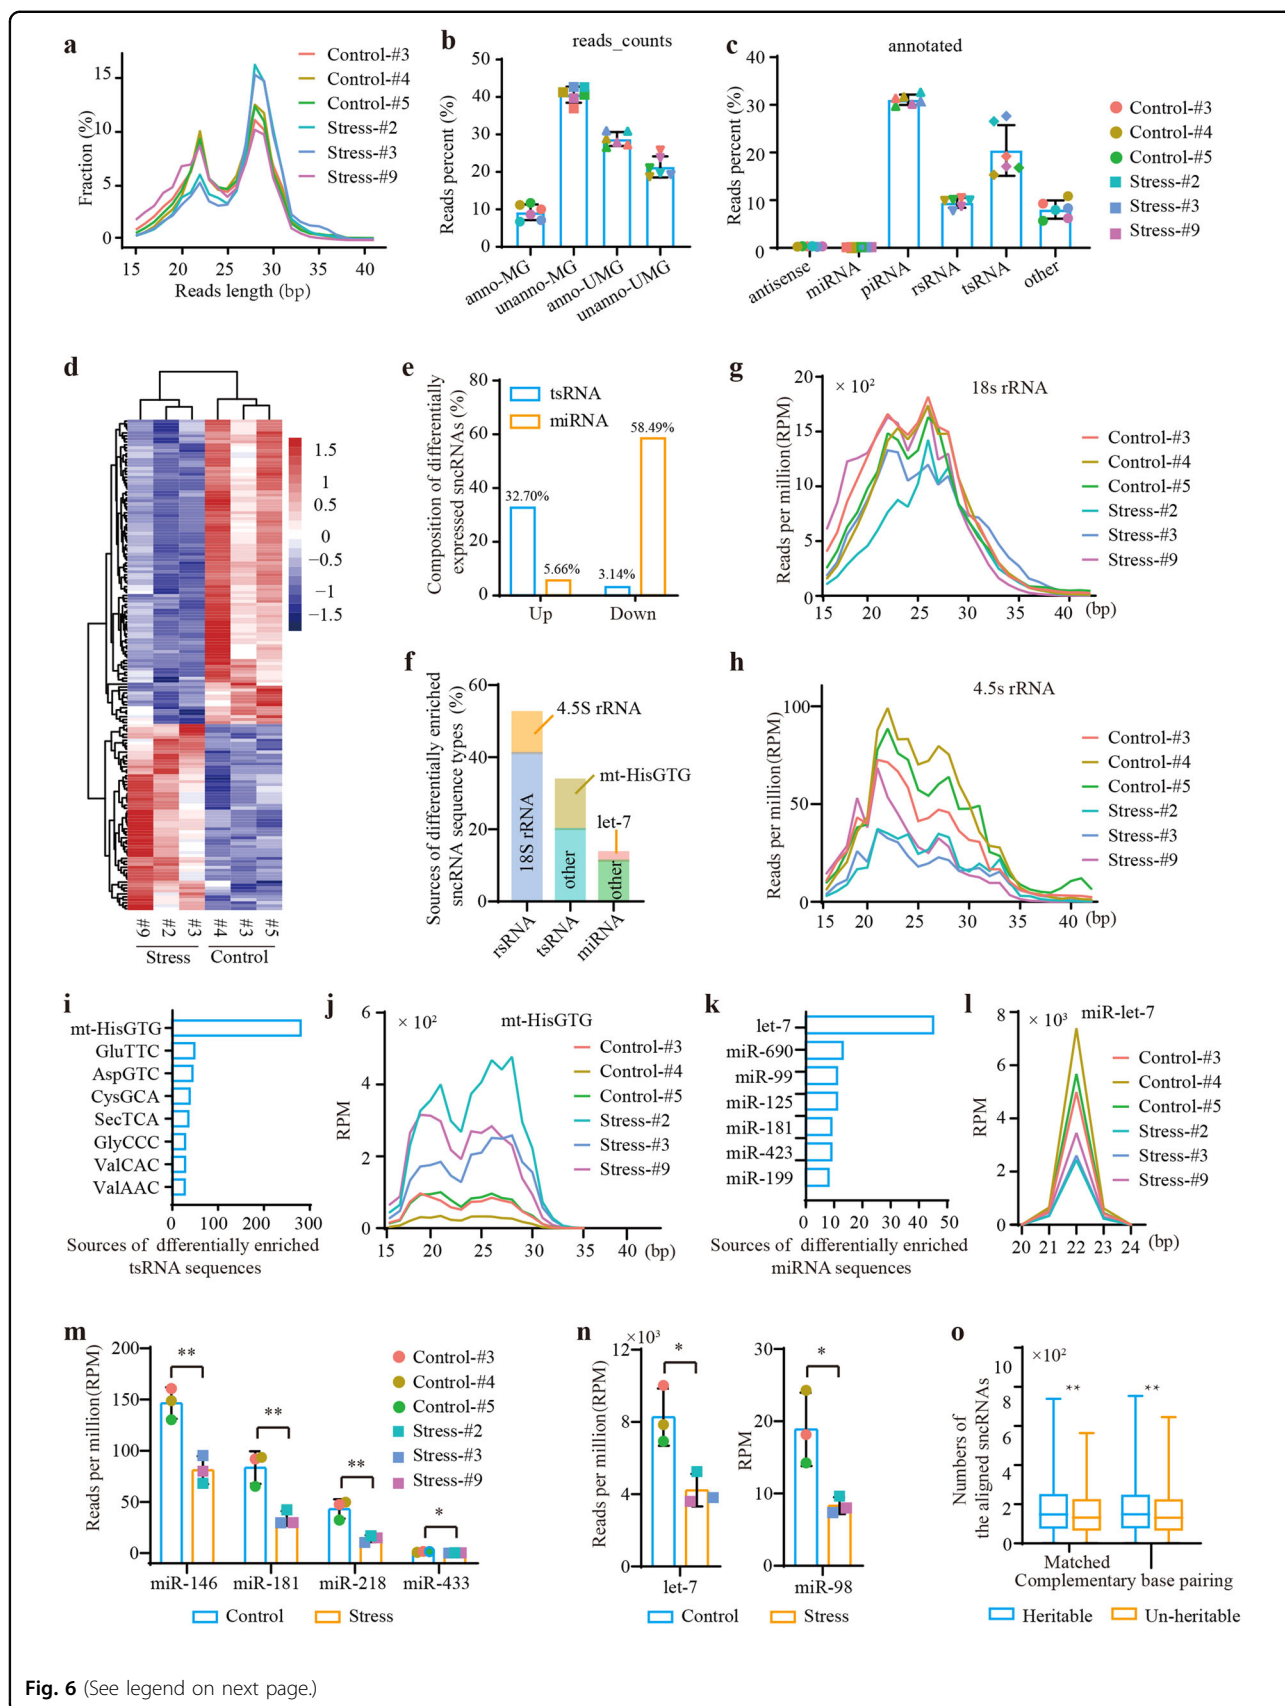 a
Control-#3
Control-#4
Control-#5
Stress-#2
Stress-#3
Stress-#9
Fraction (%)
15
10
5
0
15 20 25 30 35 40
Reads length (bp)
b
reads_counts
Reads percent (%)
50
40
30
20
10
0
anno-MG
unanno-MG
anno-UMG
unanno-UMG
c
annotated
Reads percent (%)
40
30
20
10
0
antisense
miRNA
piRNA
rsRNA
tsRNA
other
Control-#3
Control-#4
Control-#5
Stress-#2
Stress-#3
Stress-#9
d
1.5
1
0.5
0
−0.5
−1
−1.5
#9 #2 #3 #4 #3 #5
Stress Control
e
Composition of differentially
expressed sncRNAs (%)
80
60
40
20
0
tsRNA
miRNA
32.70%
5.66%
3.14%
58.49%
Up Down
f
Sources of differentially enriched
sncRNA sequence types (%)
60
40
20
0
4.5S rRNA
18S rRNA
mt-HisGTG
other
let-7
other
rsRNA
tsRNA
miRNA
g
× 10²
18s rRNA
Reads per million(RPM)
20
15
10
5
0
15 20 25 30 35 40 (bp)
Control-#3
Control-#4
Control-#5
Stress-#2
Stress-#3
Stress-#9
h
4.5s rRNA
Reads per million(RPM)
100
50
0
15 20 25 30 35 40 (bp)
Control-#3
Control-#4
Control-#5
Stress-#2
Stress-#3
Stress-#9
i
mt-HisGTG
GluTTC
AspGTC
CysGCA
SecTCA
GlyCCC
ValCAC
ValAAC
0 100 200 300
Sources of dfferentially enriched
tsRNA sequences
j
× 10²
mt-HisGTG
RPM
6
4
2
0
15 20 25 30 40 (bp)
Control-#3
Control-#4
Control-#5
Stress-#2
Stress-#3
Stress-#9
k
let-7
miR-690
miR-99
miR-125
miR-181
miR-423
miR-199
0 10 20 30 40 50
Sources of differentially enriched
miRNA sequences
l
× 10³
miR-let-7
RPM
8
6
4
2
0
20 21 22 23 24 (bp)
Control-#3
Control-#4
Control-#5
Stress-#2
Stress-#3
Stress-#9
m
Reads per million(RPM)
200
150
100
50
0
** ** ** *
miR-146 miR-181 miR-218 miR-433
Control-#3
Control-#4
Control-#5
Stress-#2
Stress-#3
Stress-#9
Control Stress
n
×10³
Reads per million(RPM)
12
8
4
0
*
let-7
RPM
30
20
10
0
*
miR-98
Control Stress
o
×10²
Numbers of
the aligned sncRNAs
10
8
6
4
2
0
** **
Matched
Complementary base pairing
Heritable Un-heritable
Fig. 6 (See legend on next page.)